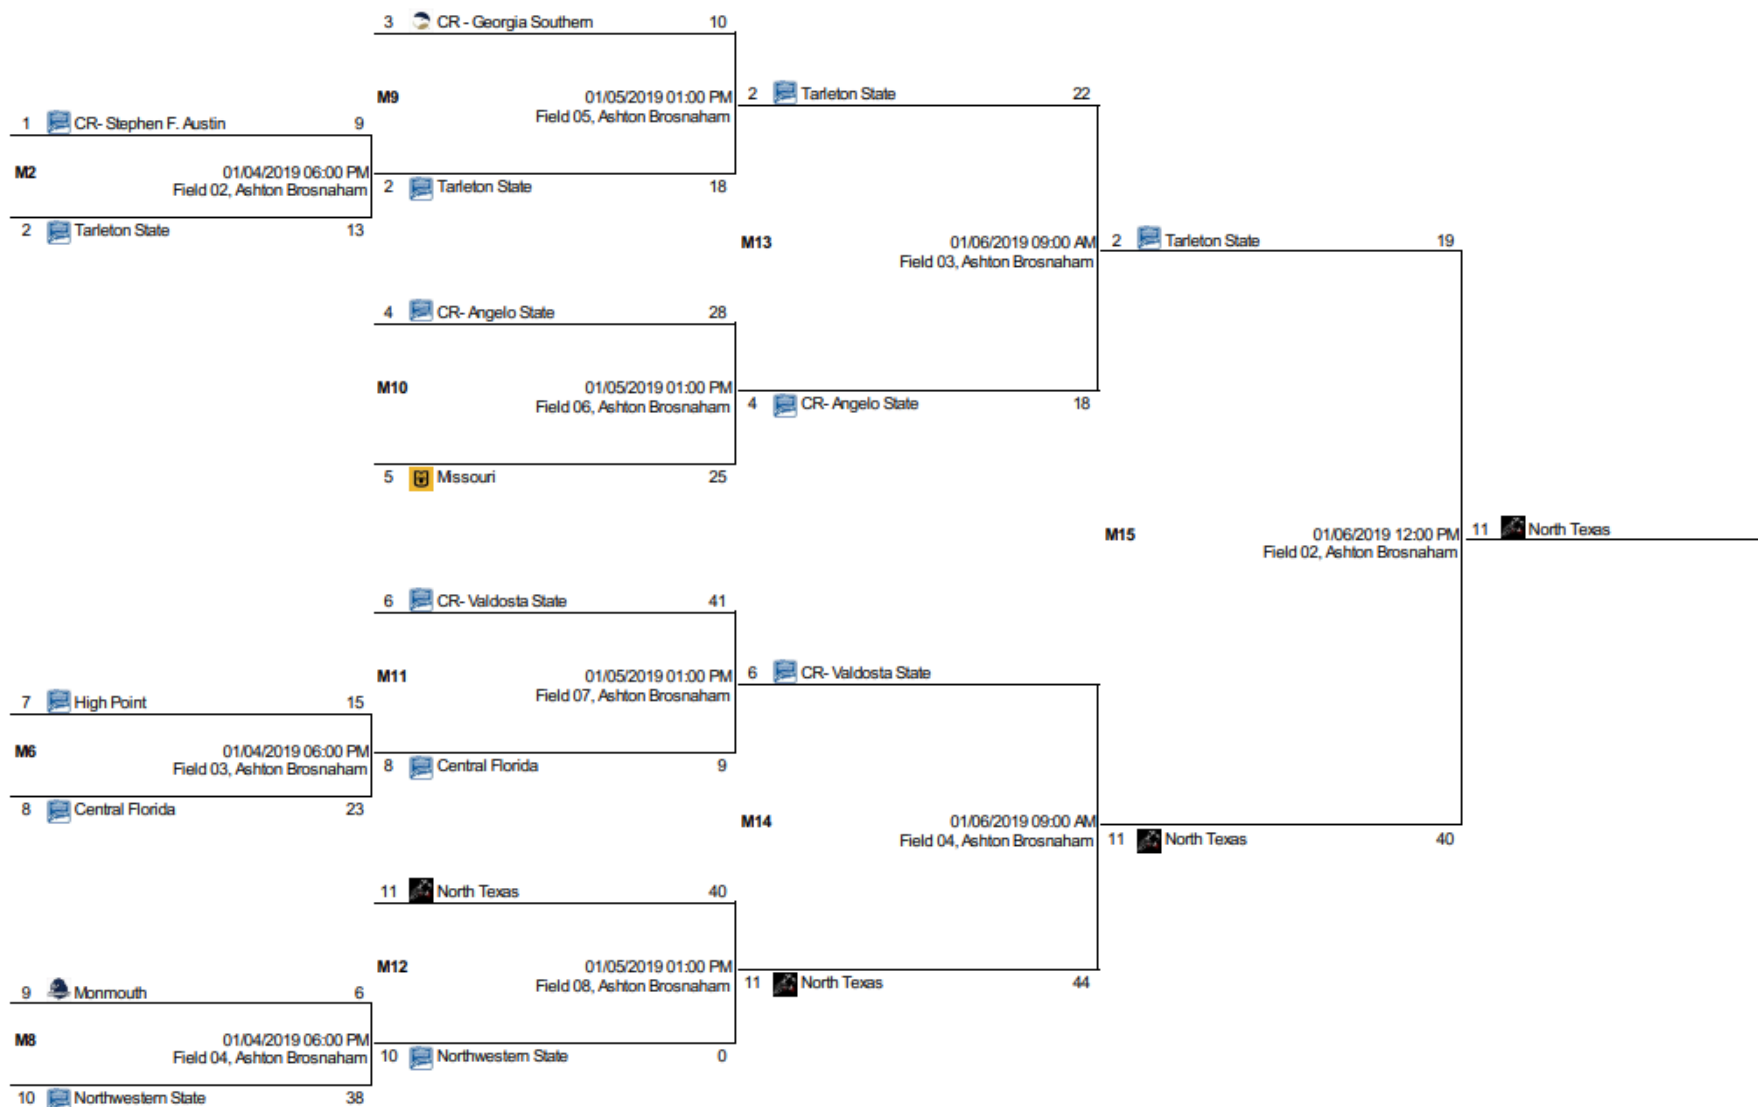 3 CR - Georgia Southern 10
M9 01/05/2019 01:00 PM
Field 05, Ashton Brosnaham
2 Tarleton State 22
1 CR- Stephen F. Austin 9
M2 01/04/2019 06:00 PM
Field 02, Ashton Brosnaham
2 Tarleton State 18
2 Tarleton State 13
M13 01/06/2019 09:00 AM
Field 03, Ashton Brosnaham
2 Tarleton State 19
4 CR- Angelo State 28
M10 01/05/2019 01:00 PM
Field 06, Ashton Brosnaham
4 CR- Angelo State 18
5 Missouri 25
M15 01/06/2019 12:00 PM
Field 02, Ashton Brosnaham
11 North Texas
6 CR- Valdosta State 41
M11 01/05/2019 01:00 PM
Field 07, Ashton Brosnaham
6 CR- Valdosta State
7 High Point 15
M6 01/04/2019 06:00 PM
Field 03, Ashton Brosnaham
8 Central Florida 9
8 Central Florida 23
M14 01/06/2019 09:00 AM
Field 04, Ashton Brosnaham
11 North Texas 40
11 North Texas 40
M12 01/05/2019 01:00 PM
Field 08, Ashton Brosnaham
11 North Texas 44
9 Monmouth 6
M8 01/04/2019 06:00 PM
Field 04, Ashton Brosnaham
10 Northwestern State 0
10 Northwestern State 38